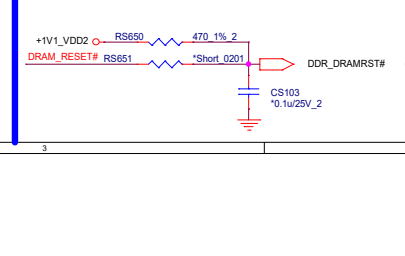 +1V1_VDD2 RS650 470_1%_2
DRAM_RESET# RS651 *Short_0201 DDR_DRAMRST#
CS103
*0.1u/25V_2
3